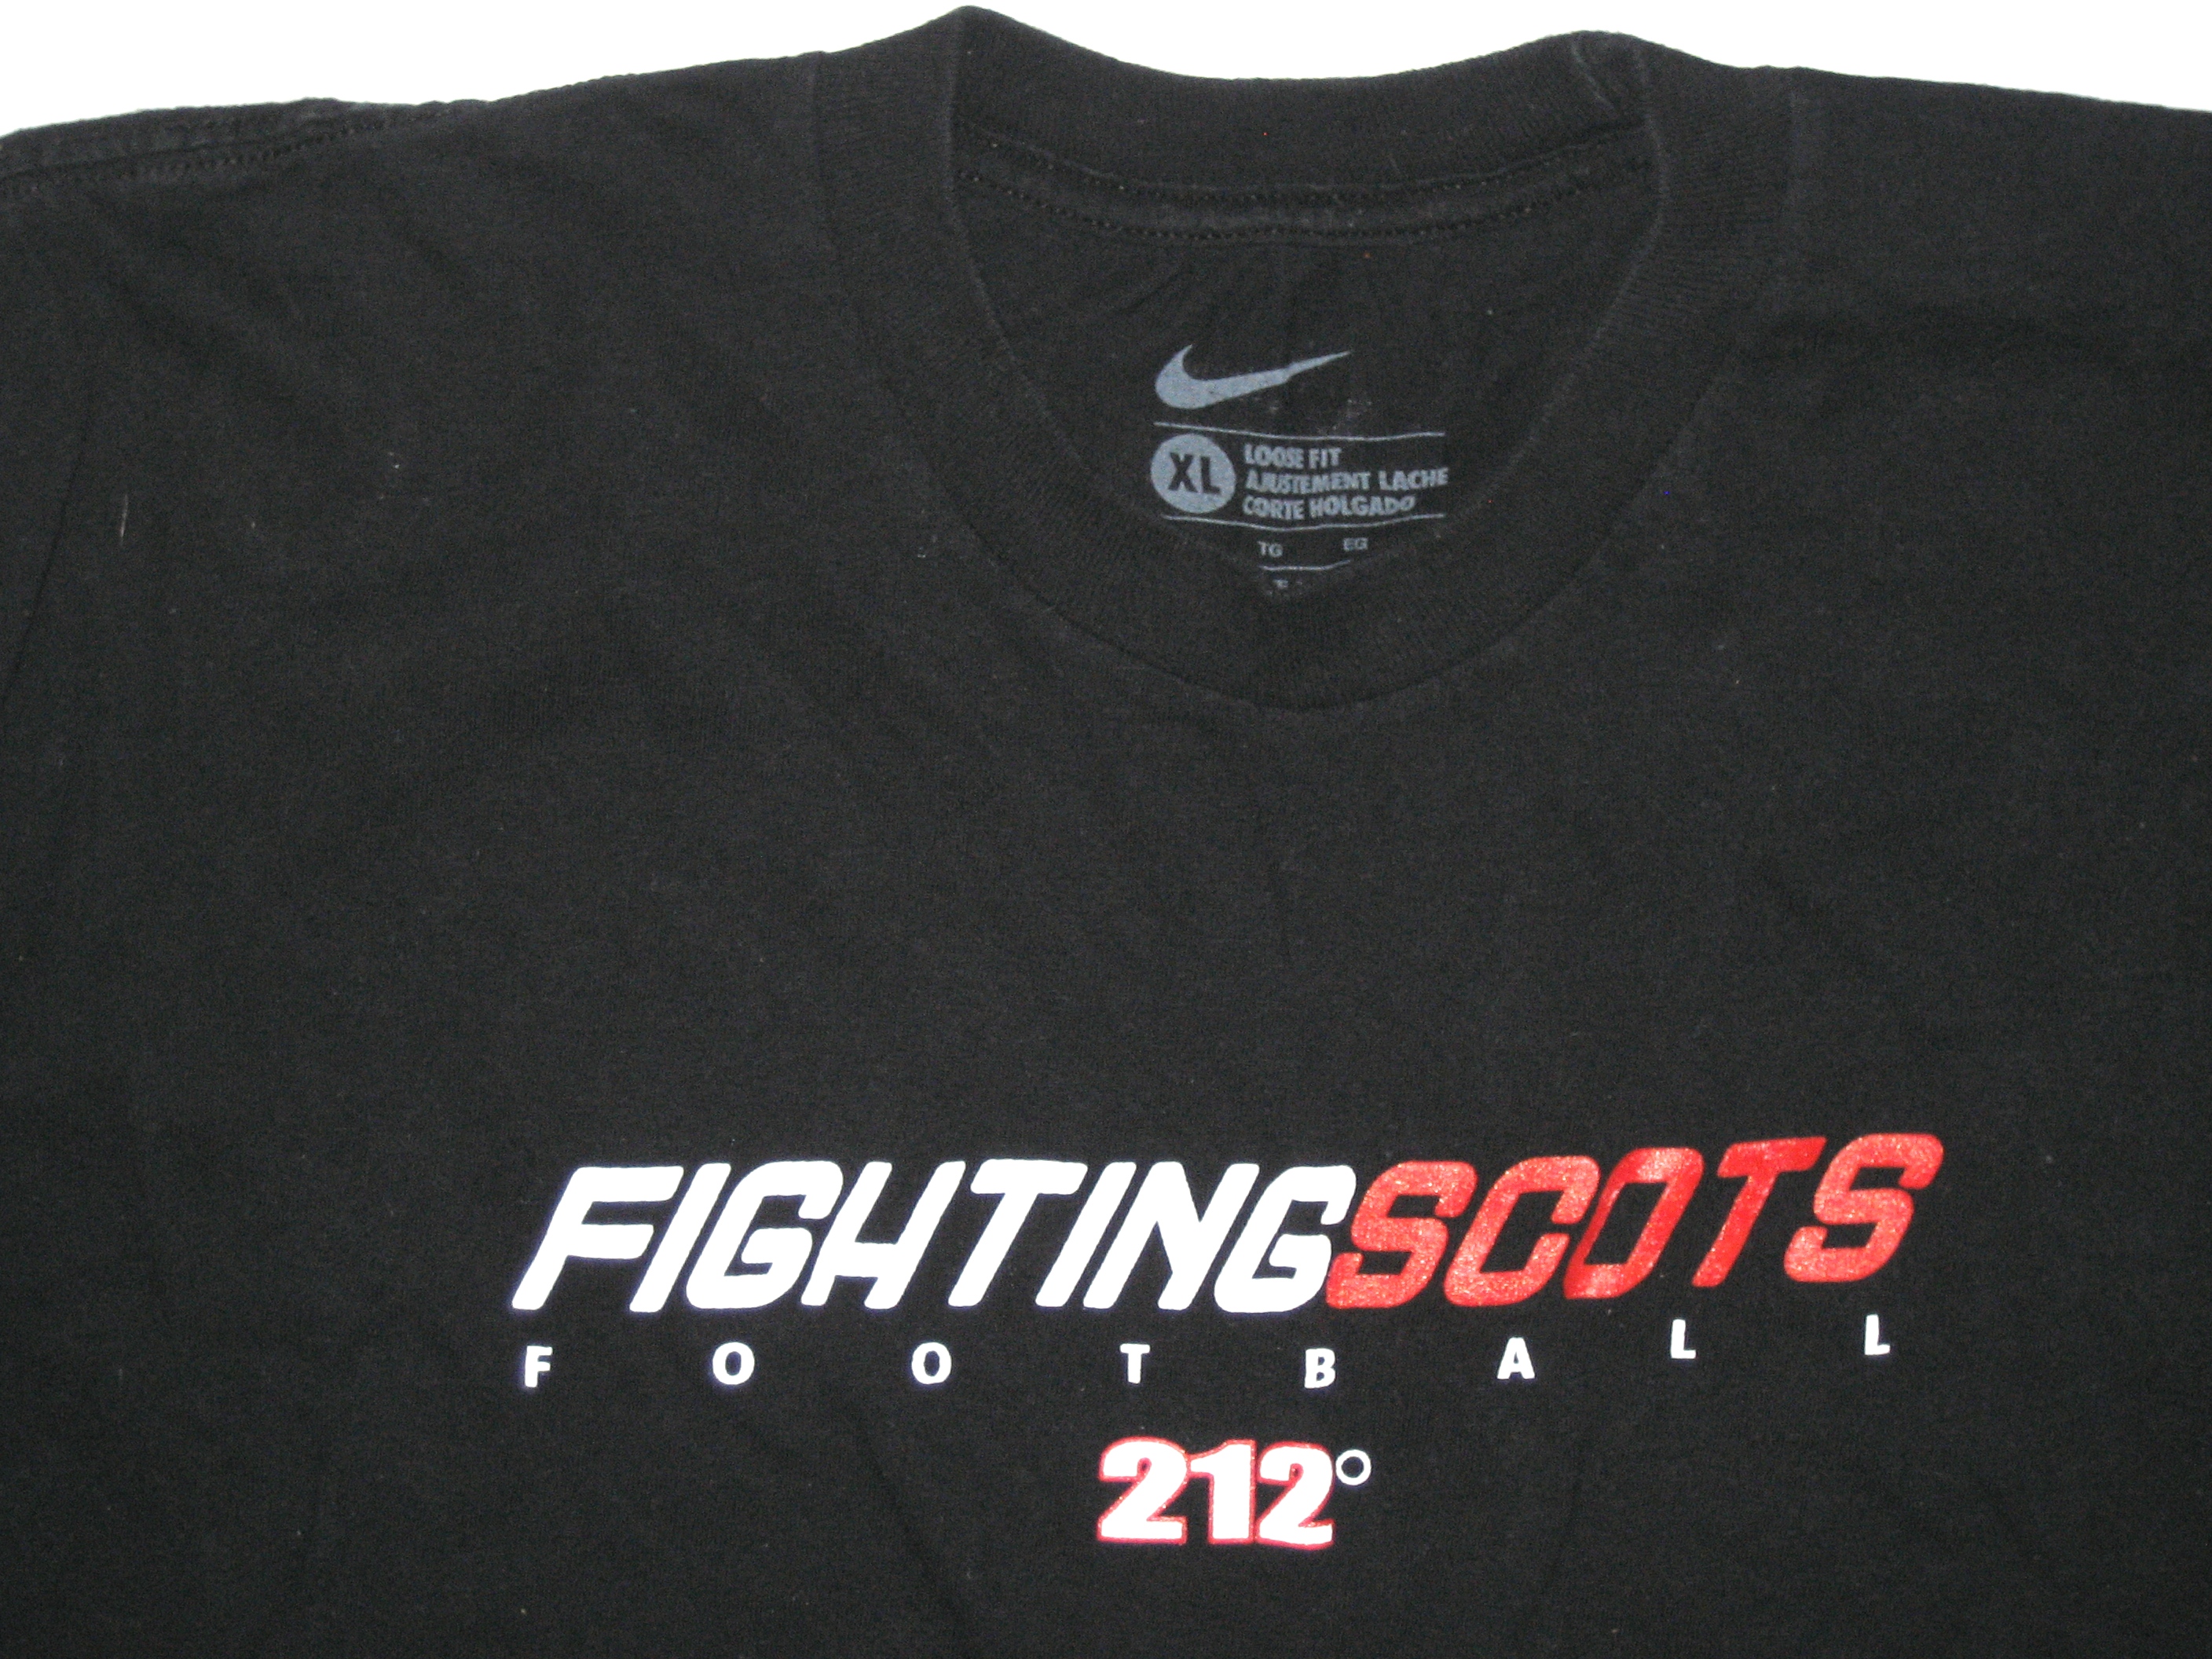 XL
LOOSE FIT
AJUSTEMENT LACHE
CORTE HOLGADO
TG EG
FIGHTINGSCOTS
FOOTBALL
212°